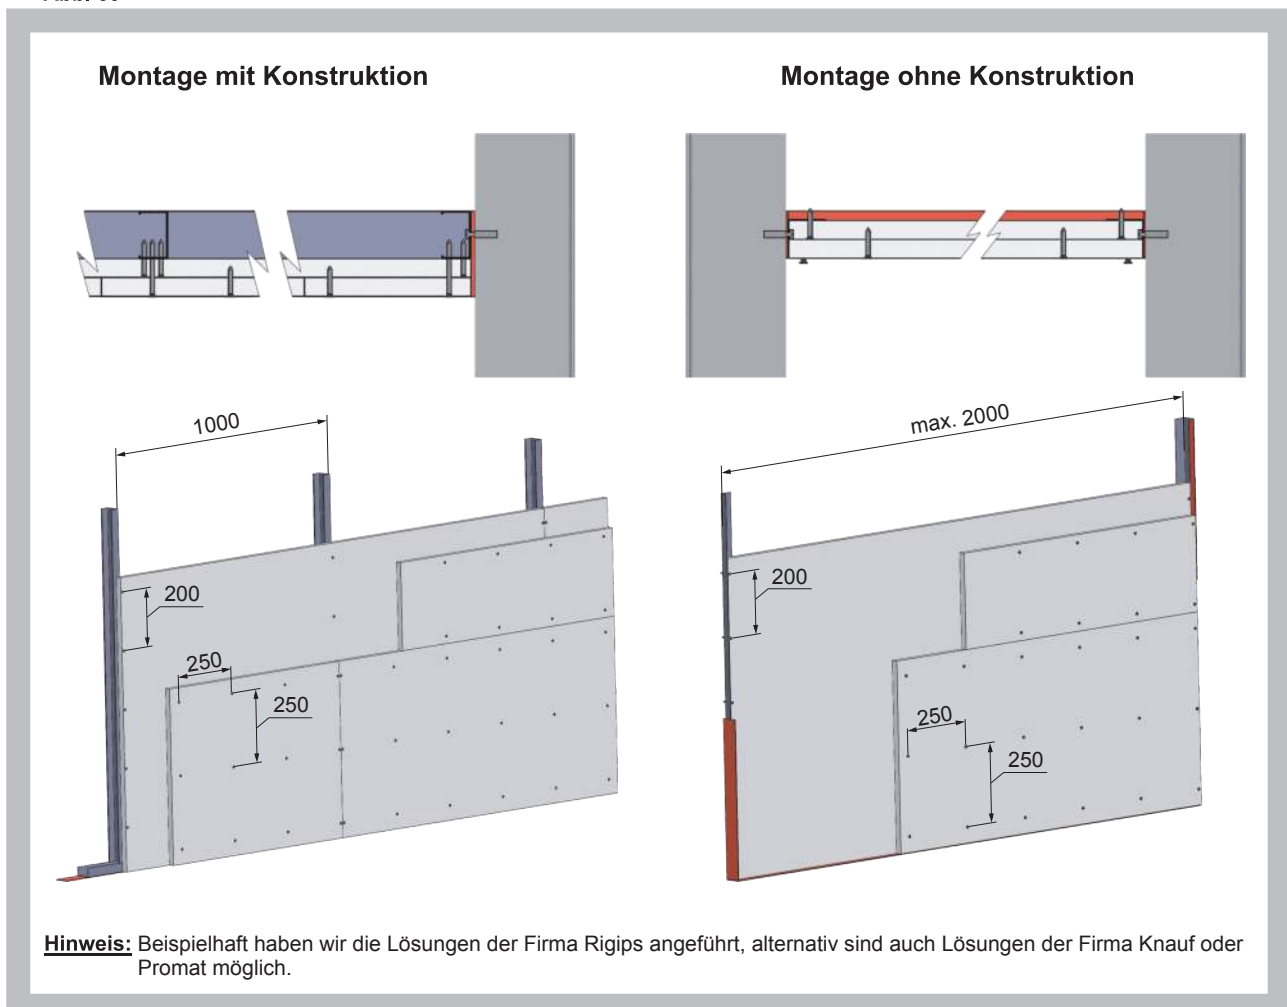 Montage mit Konstruktion
Montage ohne Konstruktion
1000
200
250
250
max. 2000
200
250
250
Hinweis: Beispielhaft haben wir die Lösungen der Firma Rigips angeführt, alternativ sind auch Lösungen der Firma Knauf oder
Promat möglich.